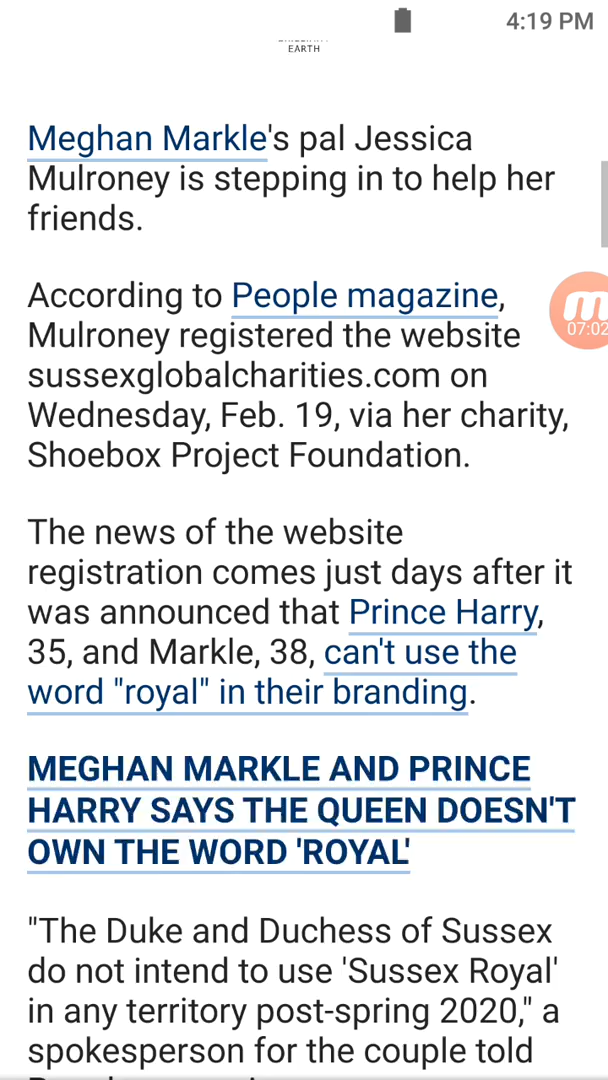 4:19 PM
EARTH
Meghan Markle's pal Jessica
Mulroney is stepping in to help her
friends.
According to People magazine,
Mulroney registered the website
07:02
sussexglobalcharities.com on
Wednesday, Feb. 19, via her charity,
Shoebox Project Foundation.
The news of the website
registration comes just days after it
was announced that Prince Harry,
35, and Markle, 38, can't use the
word "royal" in their branding.
MEGHAN MARKLE AND PRINCE
HARRY SAYS THE QUEEN DOESN'T
OWN THE WORD 'ROYAL'
"The Duke and Duchess of Sussex
do not intend to use 'Sussex Royal'
in any territory post-spring 2020," a
spokesperson for the couple told